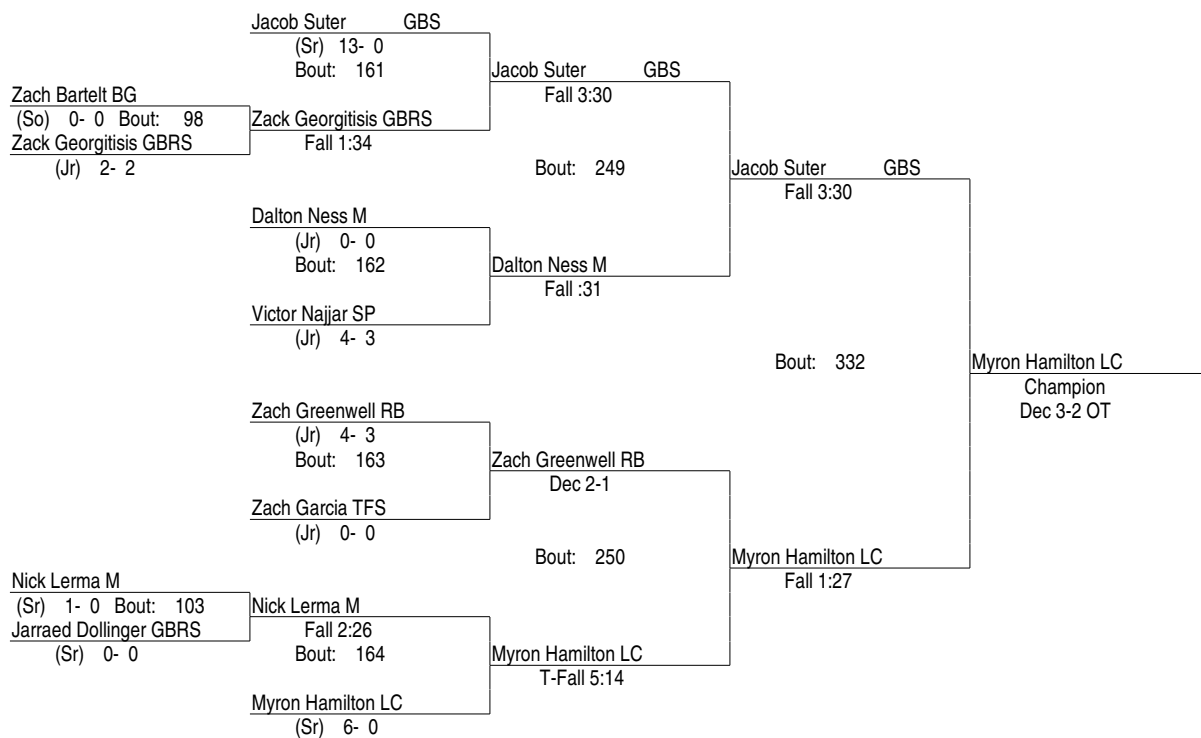 Jacob Suter GBS
(Sr) 13- 0
Bout: 161
Jacob Suter GBS
Fall 3:30
Zach Bartelt BG
(So) 0- 0 Bout: 98
Zack Georgitisis GBRS
(Jr) 2- 2
Zack Georgitisis GBRS
Fall 1:34
Bout: 249
Jacob Suter GBS
Fall 3:30
Dalton Ness M
(Jr) 0- 0
Bout: 162
Dalton Ness M
Fall :31
Victor Najjar SP
(Jr) 4- 3
Bout: 332
Myron Hamilton LC
Champion
Dec 3-2 OT
Zach Greenwell RB
(Jr) 4- 3
Bout: 163
Zach Greenwell RB
Dec 2-1
Zach Garcia TFS
(Jr) 0- 0
Bout: 250
Myron Hamilton LC
Fall 1:27
Nick Lerma M
(Sr) 1- 0 Bout: 103
Jarraed Dollinger GBRS
(Sr) 0- 0
Nick Lerma M
Fall 2:26
Bout: 164
Myron Hamilton LC
T-Fall 5:14
Myron Hamilton LC
(Sr) 6- 0